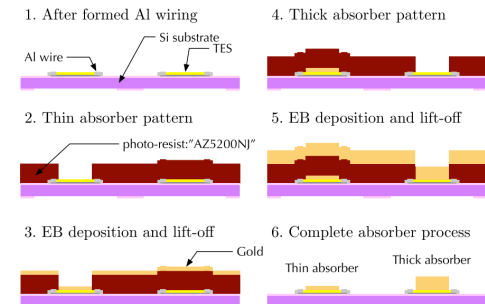 1. After formed Al wiring
Si substrate
Al wire
TES
2. Thin absorber pattern
photo-resist:"AZ5200NJ"
3. EB deposition and lift-off
Gold
4. Thick absorber pattern
5. EB deposition and lift-off
6. Complete absorber process
Thin absorber
Thick absorber